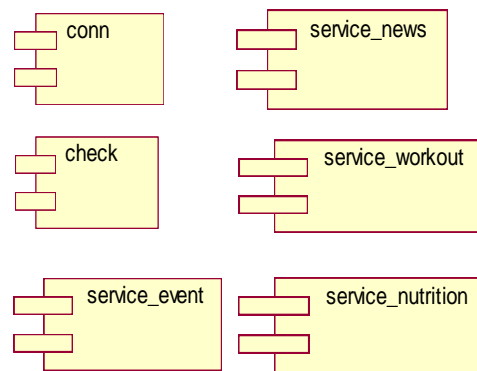 conn
service_news
check
service_workout
service_event
service_nutrition